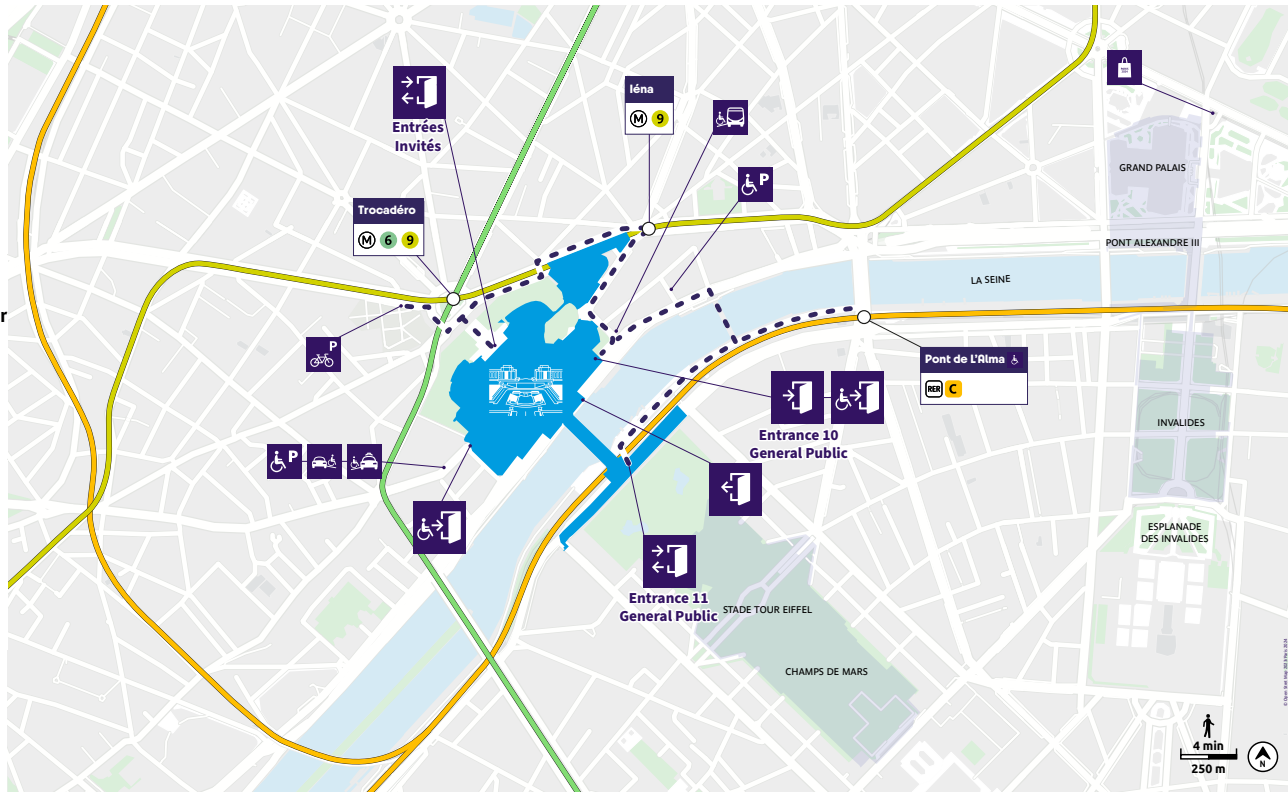 Iéna
M 9
Entrées
Invités
P
GRAND PALAIS
Trocadéro
M 6 9
PONT ALEXANDRE III
LA SEINE
r
P
Pont de L'Alma
RER C
Entrance 10
General Public
INVALIDES
P
ESPLANADE
DES INVALIDES
Entrance 11
General Public
STADE TOUR EIFFEL
CHAMPS DE MARS
4 min
250 m
N